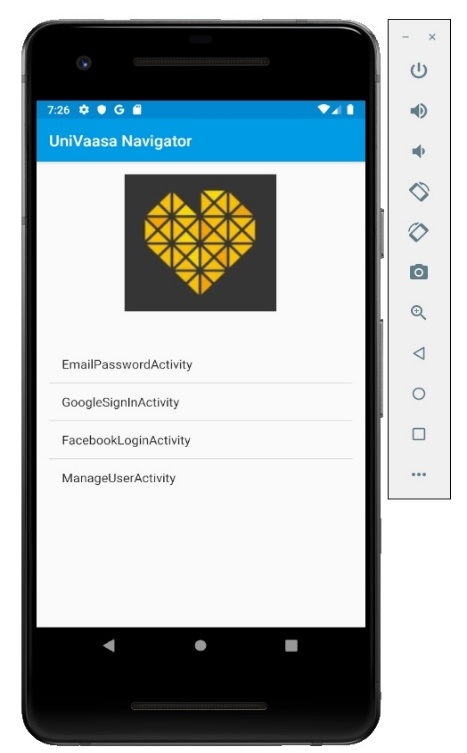 7:26 G
UniVaasa Navigator
EmailPasswordActivity
GoogleSignInActivity
FacebookLoginActivity
ManageUserActivity